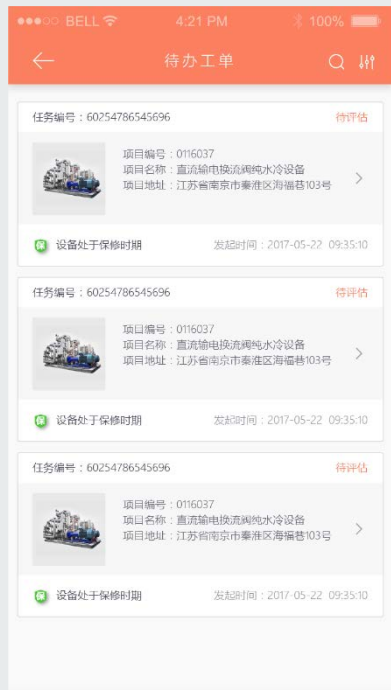 BELL 4:21 PM 100%
待办工单
任务编号：60254786545696 待评估
项目编号：0116037
项目名称：直流输电换流阀纯水冷设备
项目地址：江苏省南京市秦淮区海福巷103号
保 设备处于保修时期 发起时间：2017-05-22 09:35:10
任务编号：60254786545696 待评估
项目编号：0116037
项目名称：直流输电换流阀纯水冷设备
项目地址：江苏省南京市秦淮区海福巷103号
保 设备处于保修时期 发起时间：2017-05-22 09:35:10
任务编号：60254786545696 待评估
项目编号：0116037
项目名称：直流输电换流阀纯水冷设备
项目地址：江苏省南京市秦淮区海福巷103号
保 设备处于保修时期 发起时间：2017-05-22 09:35:10